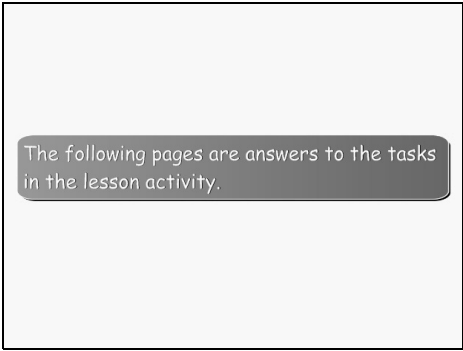 The following pages are answers to the tasks
in the lesson activity.